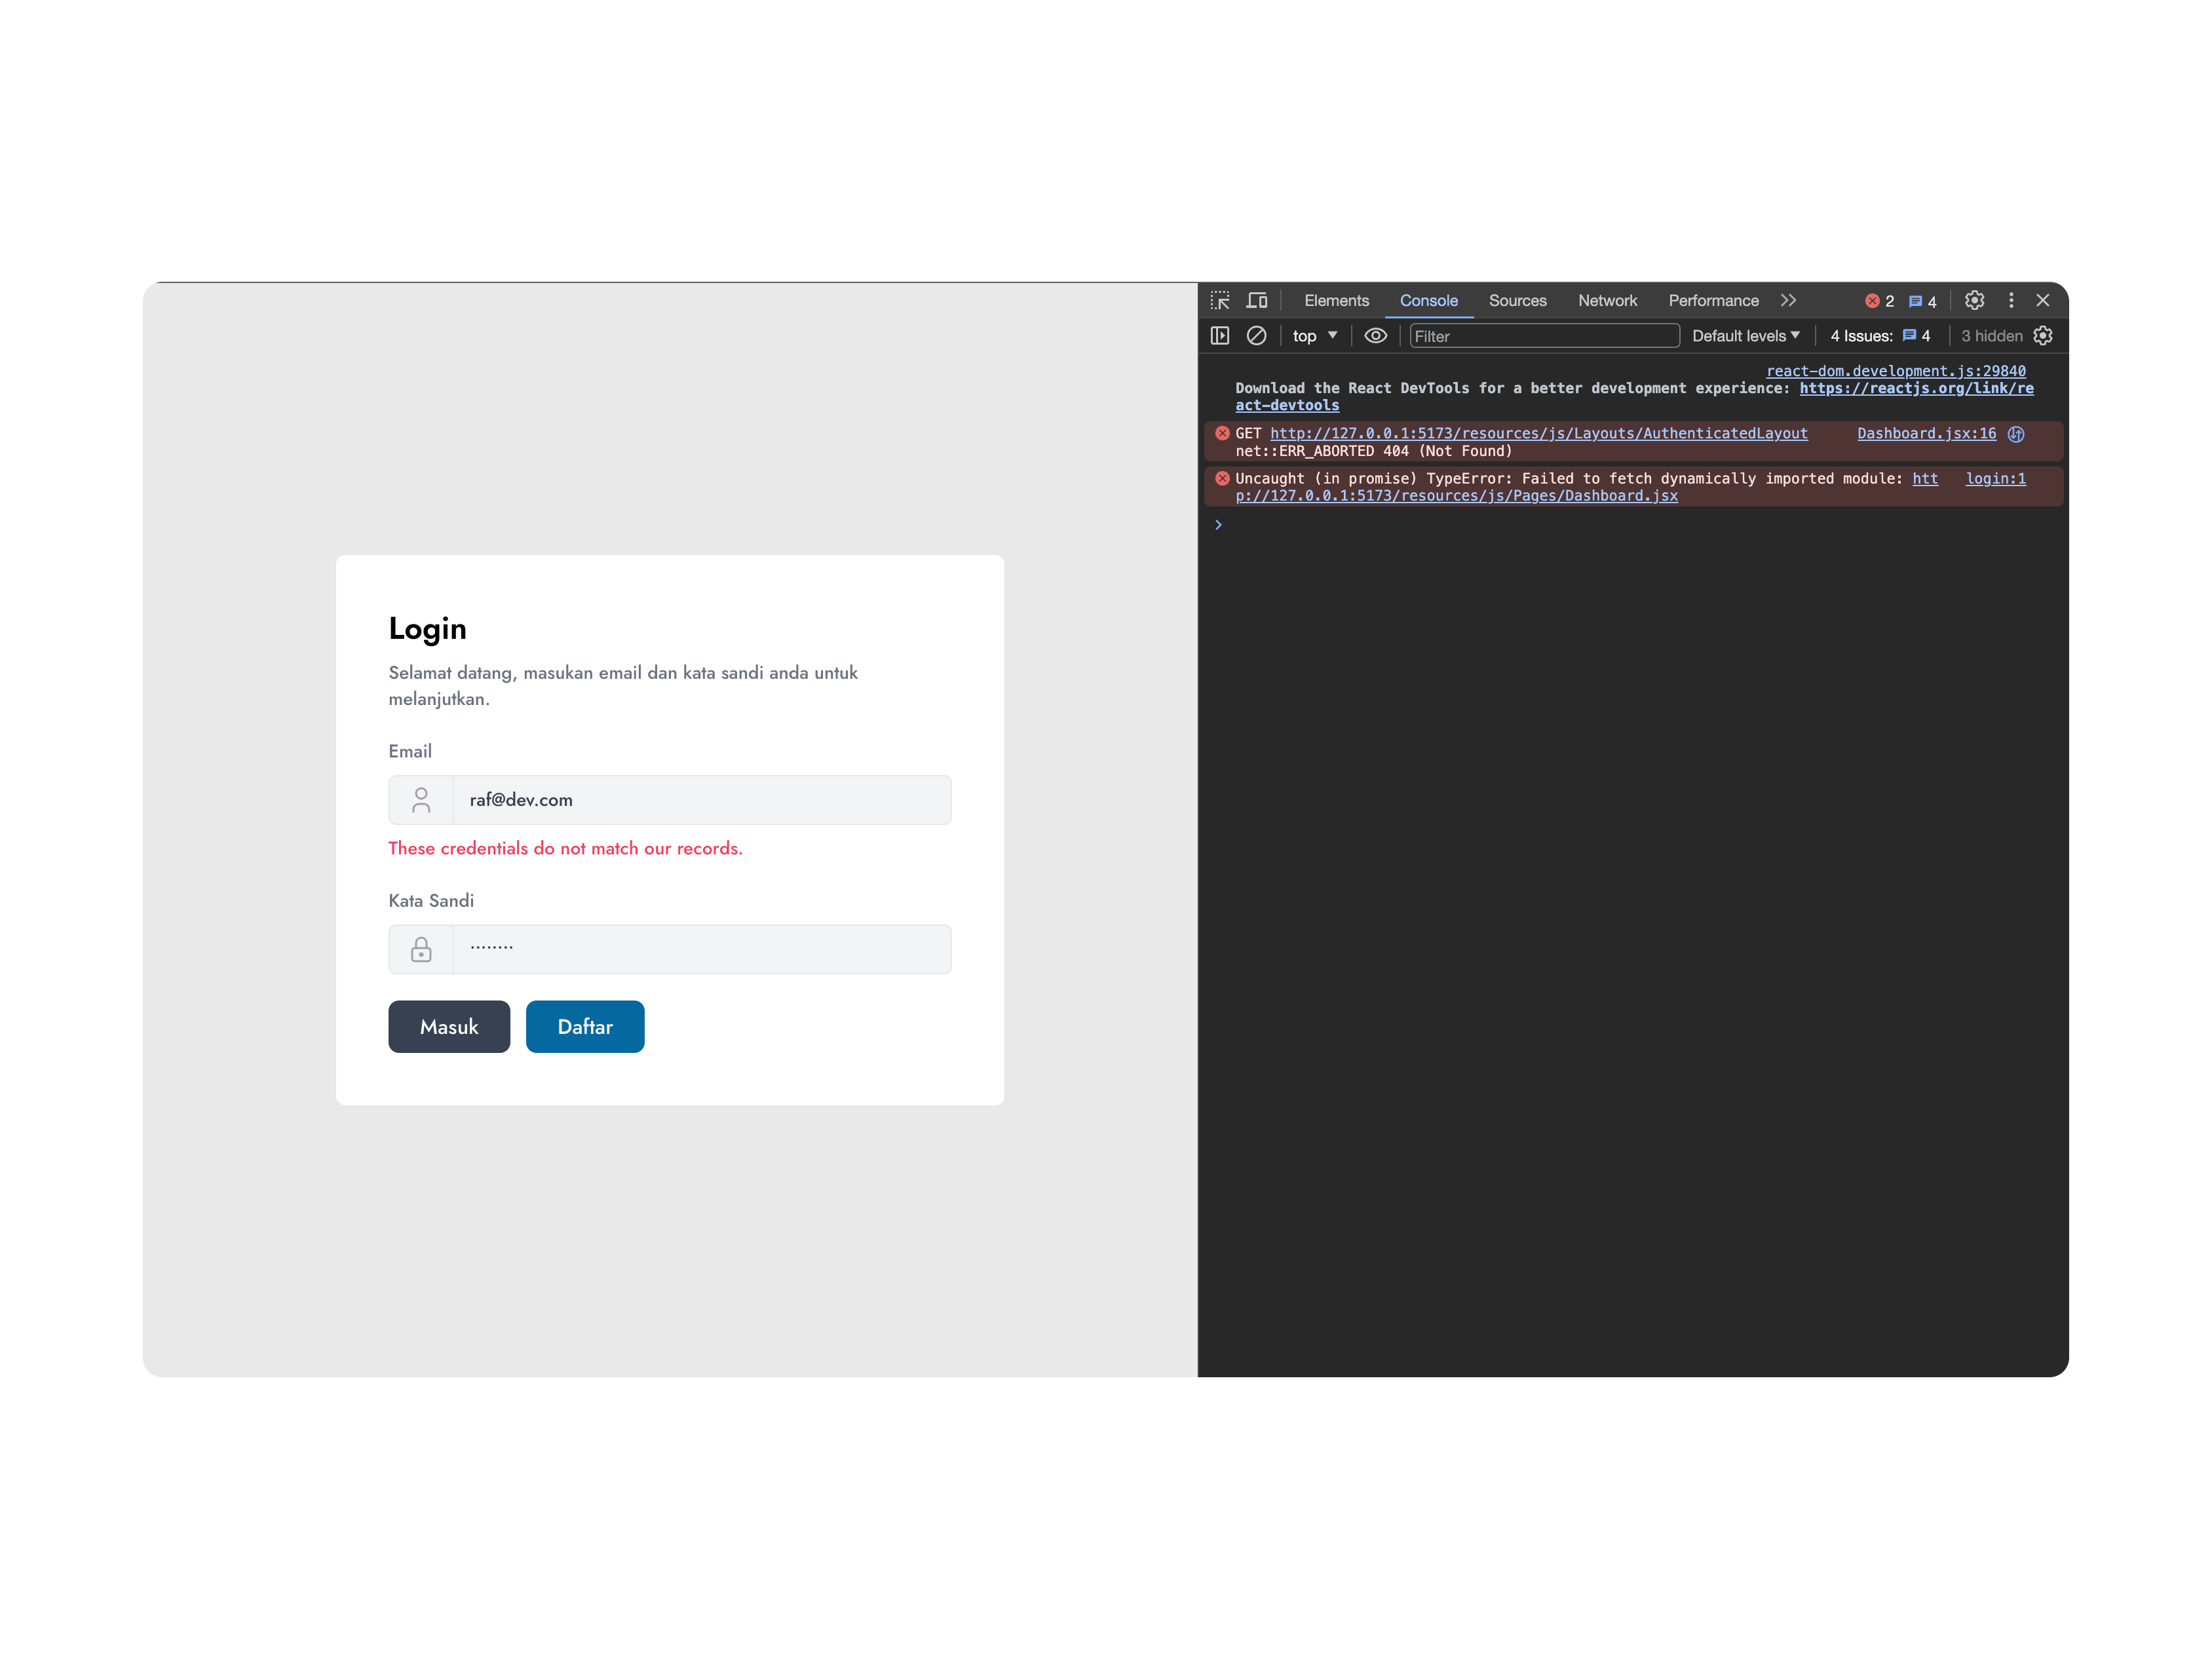 Login
Selamat datang, masukan email dan kata sandi anda untuk
melanjutkan.
Email
raf@dev.com
These credentials do not match our records.
Kata Sandi
........
Masuk Daftar
Elements Console Sources Network Performance 2 4
top Filter Default levels 4 Issues: 4 3 hidden
react-dom.development.js:29840
Download the React DevTools for a better development experience: https://reactjs.org/link/re
act-devtools
GET http://127.0.0.1:5173/resources/js/Layouts/AuthenticatedLayout Dashboard.jsx:16
net::ERR_ABORTED 404 (Not Found)
Uncaught (in promise) TypeError: Failed to fetch dynamically imported module: htt login:1
p://127.0.0.1:5173/resources/js/Pages/Dashboard.jsx